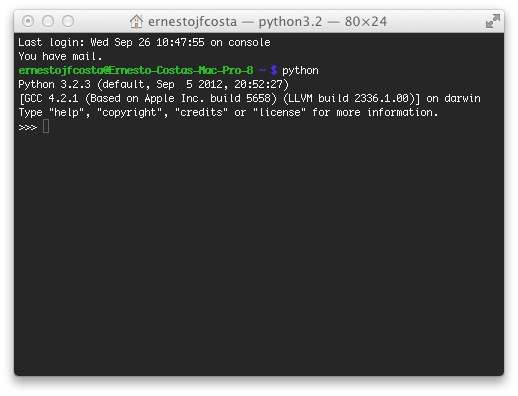 ernestojfcosta — python3.2 — 80×24
Last login: Wed Sep 26 10:47:55 on console
You have mail.
ernestojfcosta@Ernesto-Costas-Mac-Pro-8 ~ $ python
Python 3.2.3 (default, Sep  5 2012, 20:52:27)
[GCC 4.2.1 (Based on Apple Inc. build 5658) (LLVM build 2336.1.00)] on darwin
Type "help", "copyright", "credits" or "license" for more information.
>>>